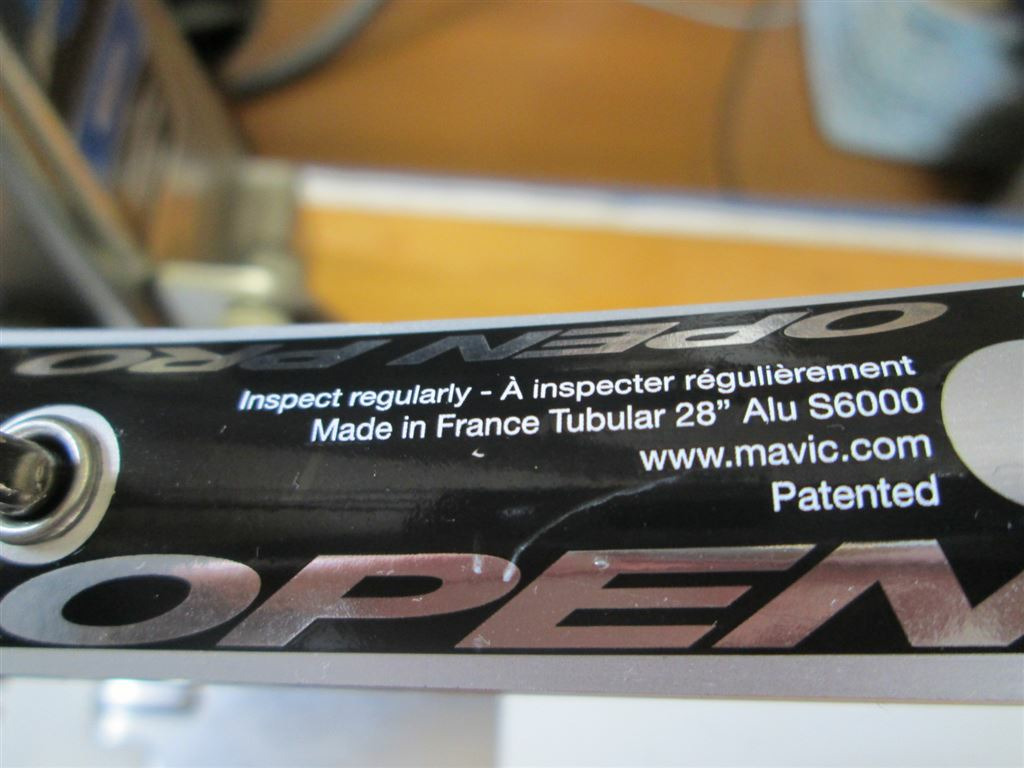 OPEN PRO
Inspect regularly - À inspecter régulièrement
Made in France Tubular 28” Alu S6000
www.mavic.com
Patented
OPEN